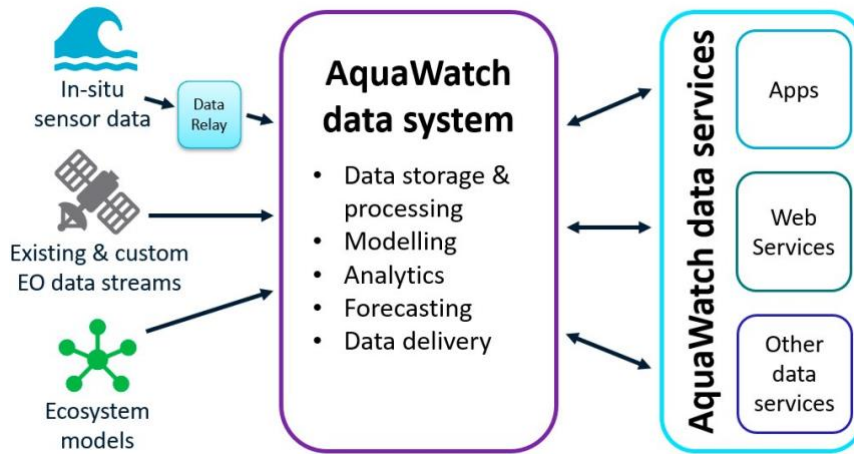 In-situ
sensor data
Data
Relay
Existing & custom
EO data streams
Ecosystem
models
AquaWatch
data system
• Data storage &
processing
• Modelling
• Analytics
• Forecasting
• Data delivery
AquaWatch data services
Apps
Web
Services
Other
data
services